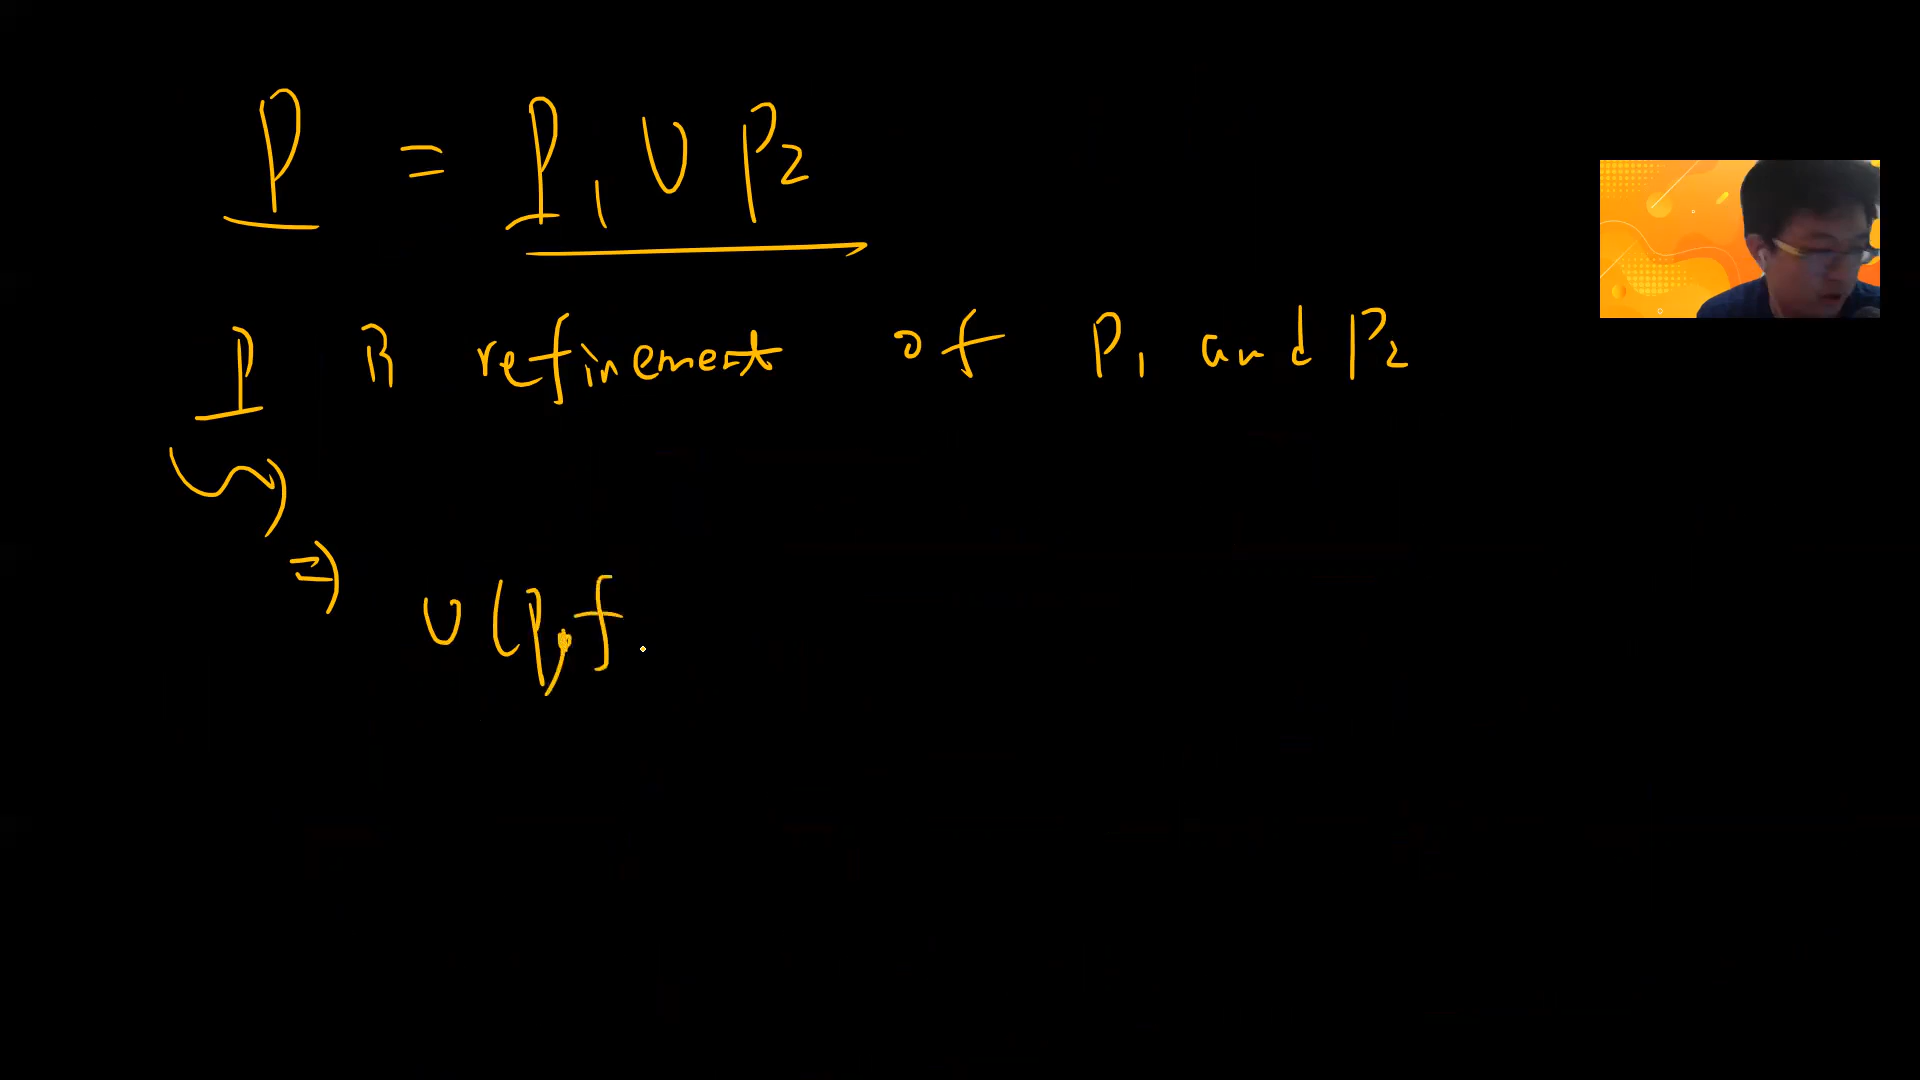 P = P₁ ∪ P₂
P is refinement of P₁ and P₂
⇒
U(P, f